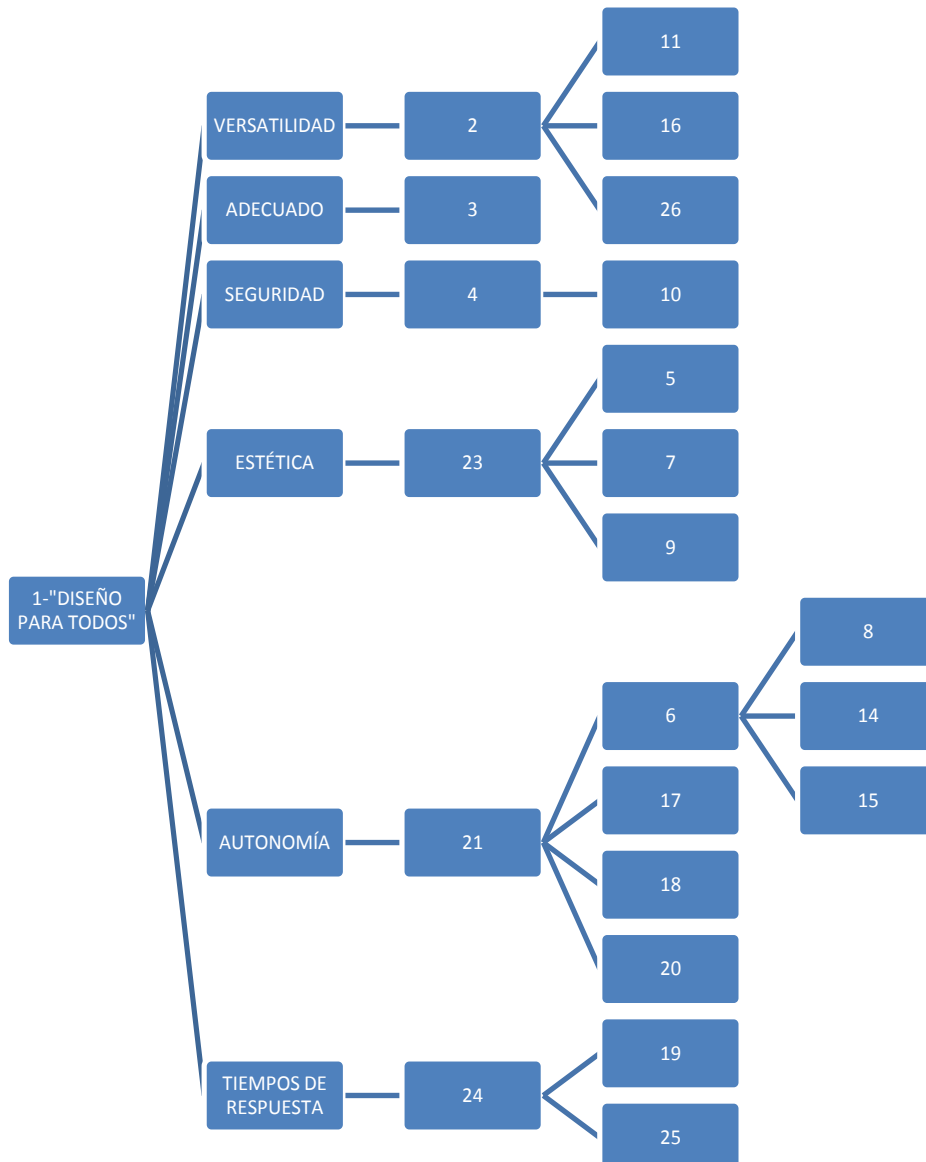 11
VERSATILIDAD
2
16
26
ADECUADO
3
SEGURIDAD
4
10
5
ESTÉTICA
23
7
9
1-"DISEÑO
PARA TODOS"
8
6
14
15
17
AUTONOMÍA
21
18
20
19
TIEMPOS DE
RESPUESTA
24
25